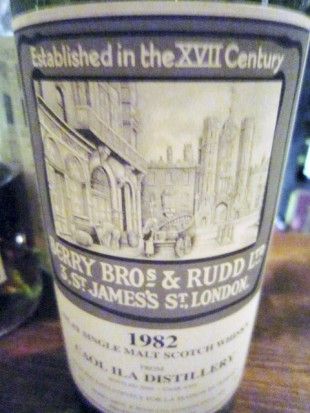 Established in the XVII Century
BERRY BROS & RUDD LTD
3, ST JAMES'S ST, LONDON.
1982
SINGLE MALT SCOTCH WHISKY
FROM
CAOL ILA DISTILLERY